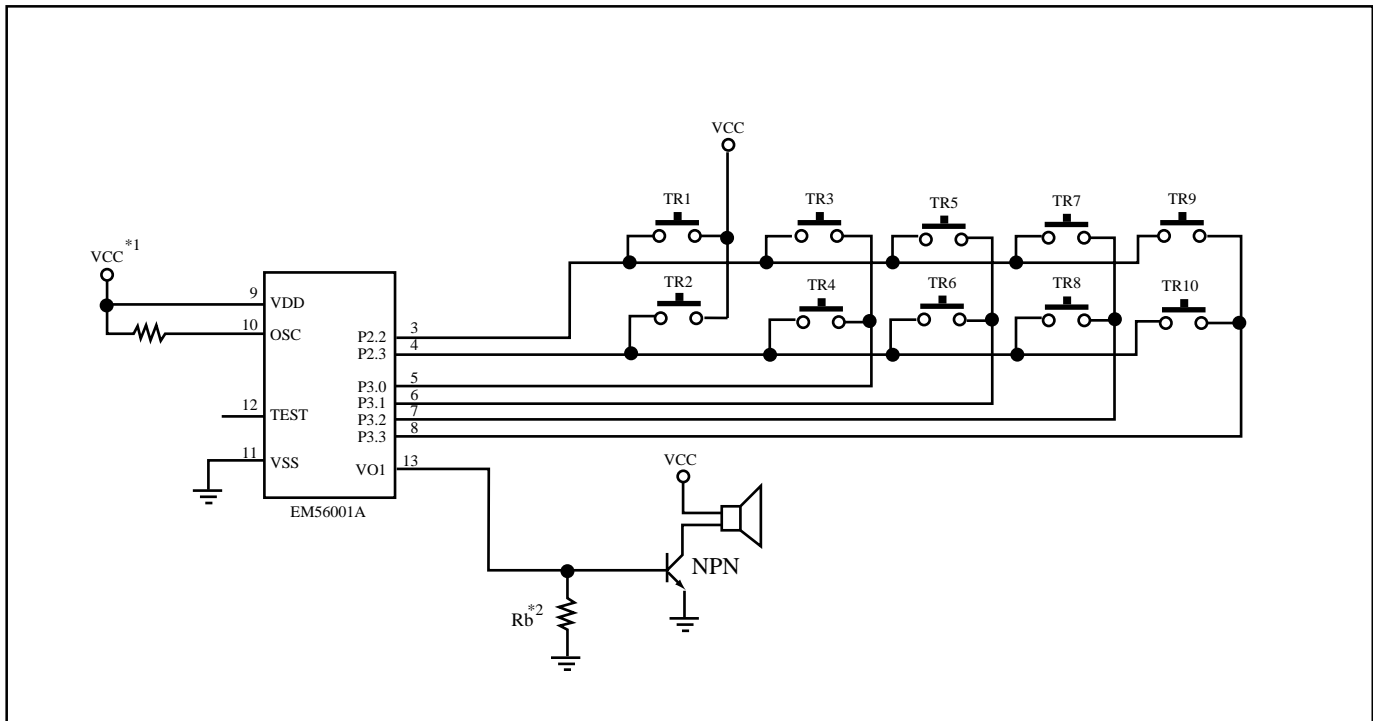 VCC
TR1
TR3
TR5
TR7
TR9
VCC*1
TR2
TR4
TR6
TR8
TR10
9
VDD
10
OSC
P2.2
3
P2.3
4
P3.0
5
P3.1
6
12
TEST
P3.2
7
P3.3
8
11
VSS
VO1
13
VCC
EM56001A
NPN
Rb*2